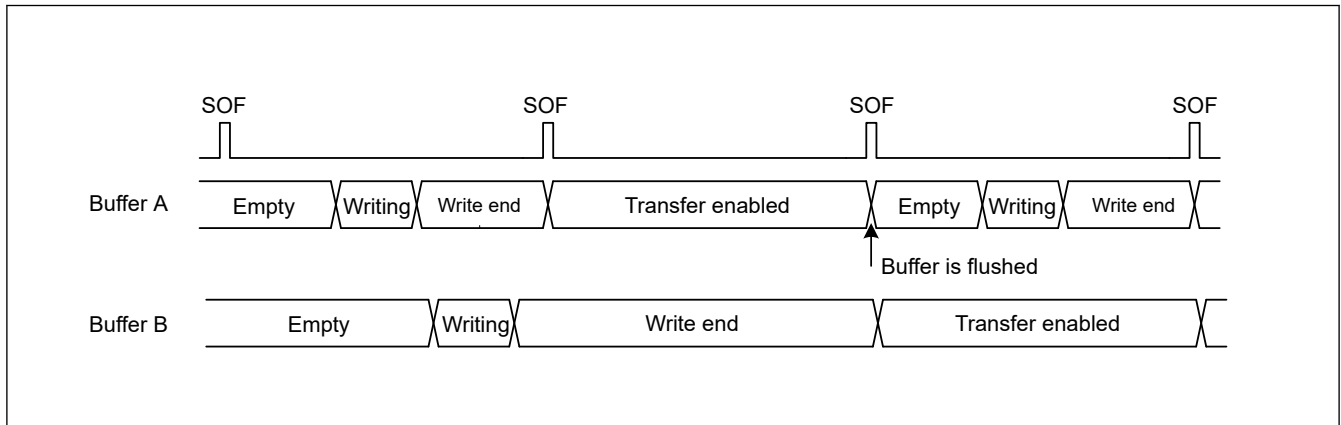 SOF SOF SOF SOF
Buffer A Empty Writing Write end Transfer enabled Empty Writing Write end
Buffer is flushed
Buffer B Empty Writing Write end Transfer enabled